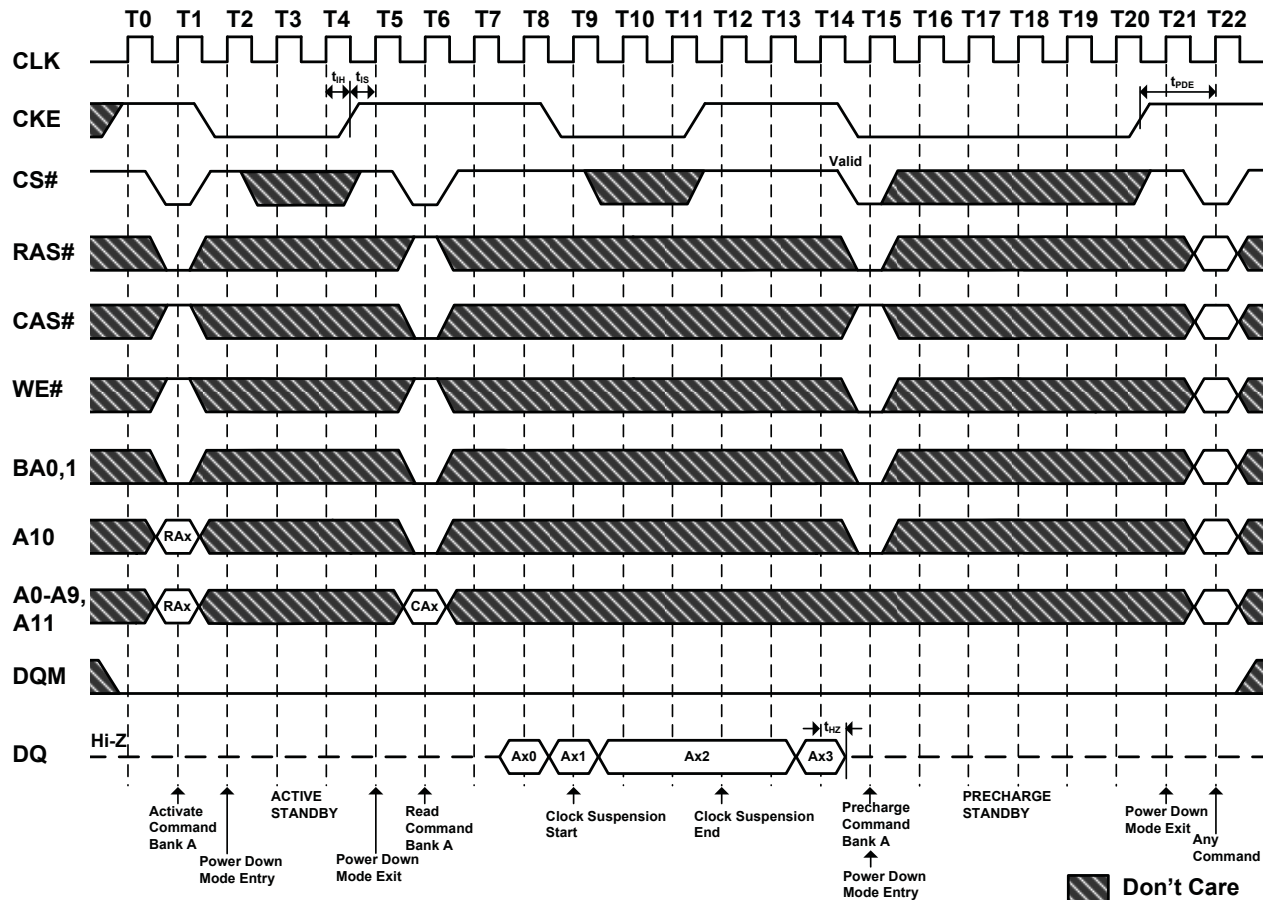 T0 T1 T2 T3 T4 T5 T6 T7 T8 T9 T10 T11 T12 T13 T14 T15 T16 T17 T18 T19 T20 T21 T22
CLK
tIH tIS
tPDE
CKE
Valid
CS#
RAS#
CAS#
WE#
BA0,1
A10
RAx
A0-A9,
A11
RAx
CAx
DQM
DQ
Hi-Z
Ax0
Ax1
Ax2
Ax3
tHZ
Activate
Command
Bank A
Power Down
Mode Entry
ACTIVE
STANDBY
Power Down
Mode Exit
Read
Command
Bank A
Clock Suspension
Start
Clock Suspension
End
Precharge
Command
Bank A
Power Down
Mode Entry
PRECHARGE
STANDBY
Power Down
Mode Exit
Any
Command
Don't Care